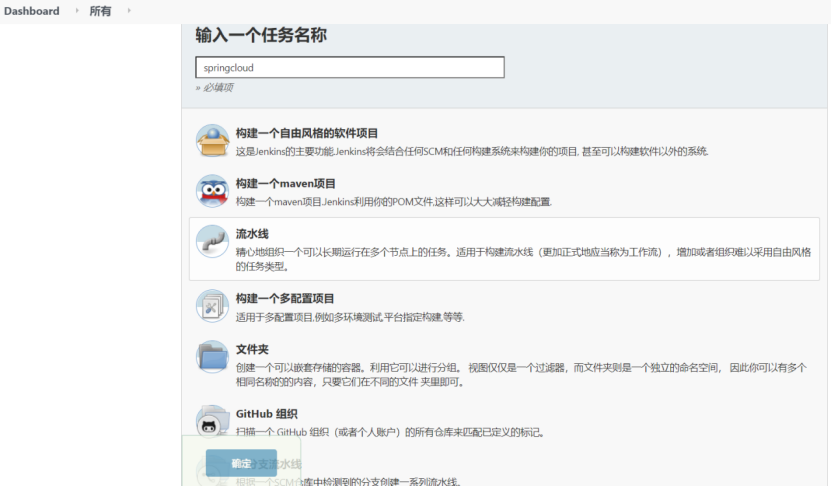 Dashboard 所有
输入一个任务名称
springcloud
» 必填项
构建一个自由风格的软件项目
这是Jenkins的主要功能.Jenkins将会结合任何SCM和任何构建系统来构建你的项目, 甚至可以构建软件以外的系统.
构建一个maven项目
构建一个maven项目.Jenkins利用你的POM文件,这样可以大大减轻构建配置.
流水线
精心地组织一个可以长期运行在多个节点上的任务。适用于构建流水线（更加正式地应当称为工作流），增加或者组织难以采用自由风格
的任务类型。
构建一个多配置项目
适用于多配置项目,例如多环境测试,平台指定构建,等等.
文件夹
创建一个可以嵌套存储的容器。利用它可以进行分组。 视图仅仅是一个过滤器，而文件夹则是一个独立的命名空间， 因此你可以有多个
相同名称的的内容，只要它们在不同的文件 夹里即可。
GitHub 组织
扫描一个 GitHub 组织（或者个人账户）的所有仓库来匹配已定义的标记。
确定
分支流水线
根据一个SCM仓库中检测到的分支创建一系列流水线。